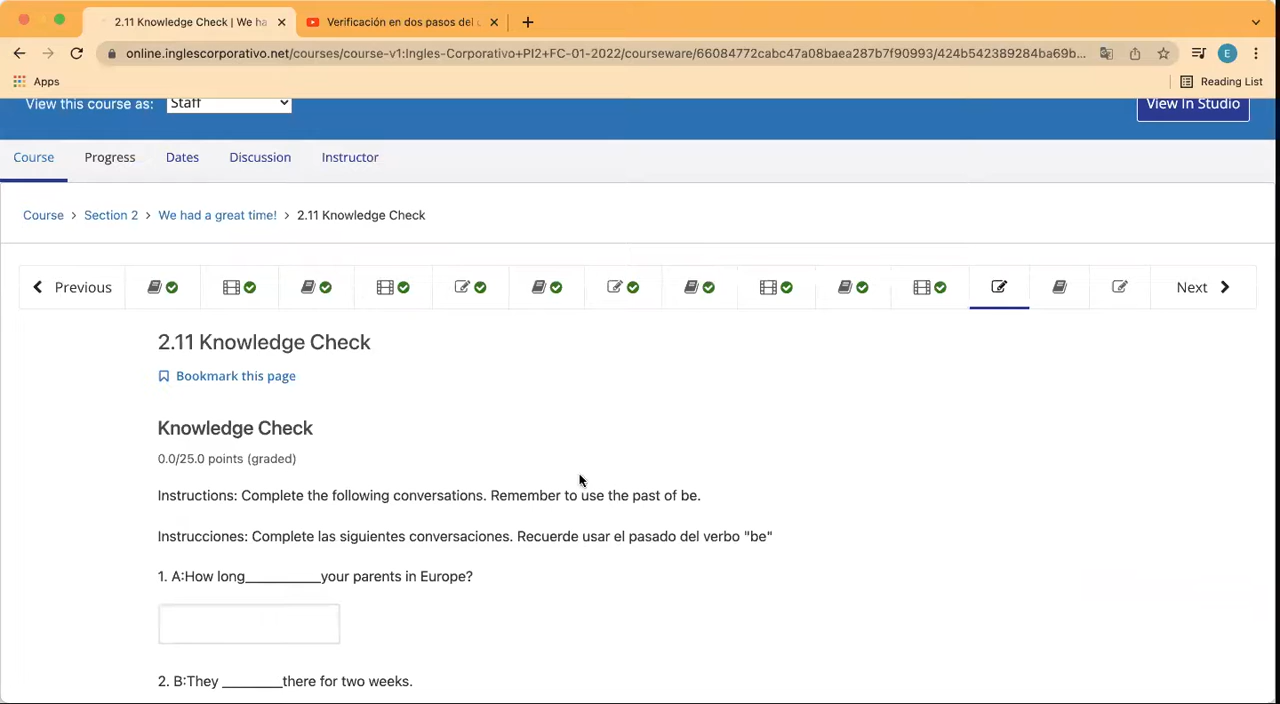 2.11 Knowledge Check | We ha
Verificación en dos pasos del
online.inglescorporativo.net/courses/course-v1:Ingles-Corporativo+PI2+FC-01-2022/courseware/66084772cabc47a08baea287b7f90993/424b542389284ba69b...
E
Apps
Reading List
View this course as:
Staff
View In Studio
Course
Progress
Dates
Discussion
Instructor
Course > Section 2 > We had a great time! > 2.11 Knowledge Check
Previous
Next
2.11 Knowledge Check
Bookmark this page
Knowledge Check
0.0/25.0 points (graded)
Instructions: Complete the following conversations. Remember to use the past of be.
Instrucciones: Complete las siguientes conversaciones. Recuerde usar el pasado del verbo "be"
1. A:How long___________your parents in Europe?
2. B:They _________there for two weeks.